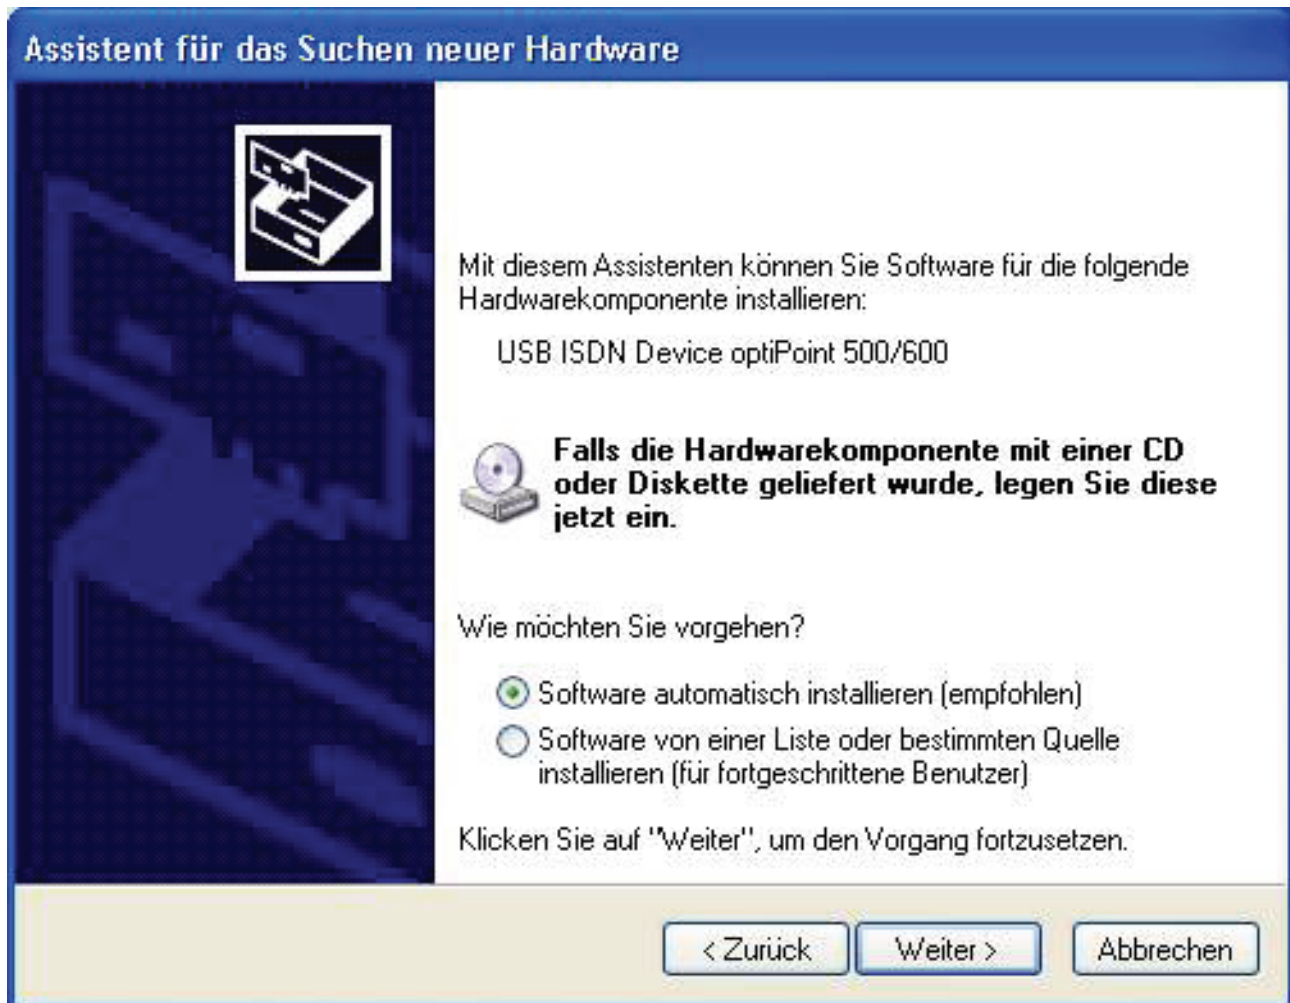 Assistent für das Suchen neuer Hardware
Mit diesem Assistenten können Sie Software für die folgende
Hardwarekomponente installieren:
USB ISDN Device optiPoint 500/600
Falls die Hardwarekomponente mit einer CD
oder Diskette geliefert wurde, legen Sie diese
jetzt ein.
Wie möchten Sie vorgehen?
Software automatisch installieren (empfohlen)
Software von einer Liste oder bestimmten Quelle
installieren (für fortgeschrittene Benutzer)
Klicken Sie auf "Weiter", um den Vorgang fortzusetzen.
< Zurück Weiter > Abbrechen